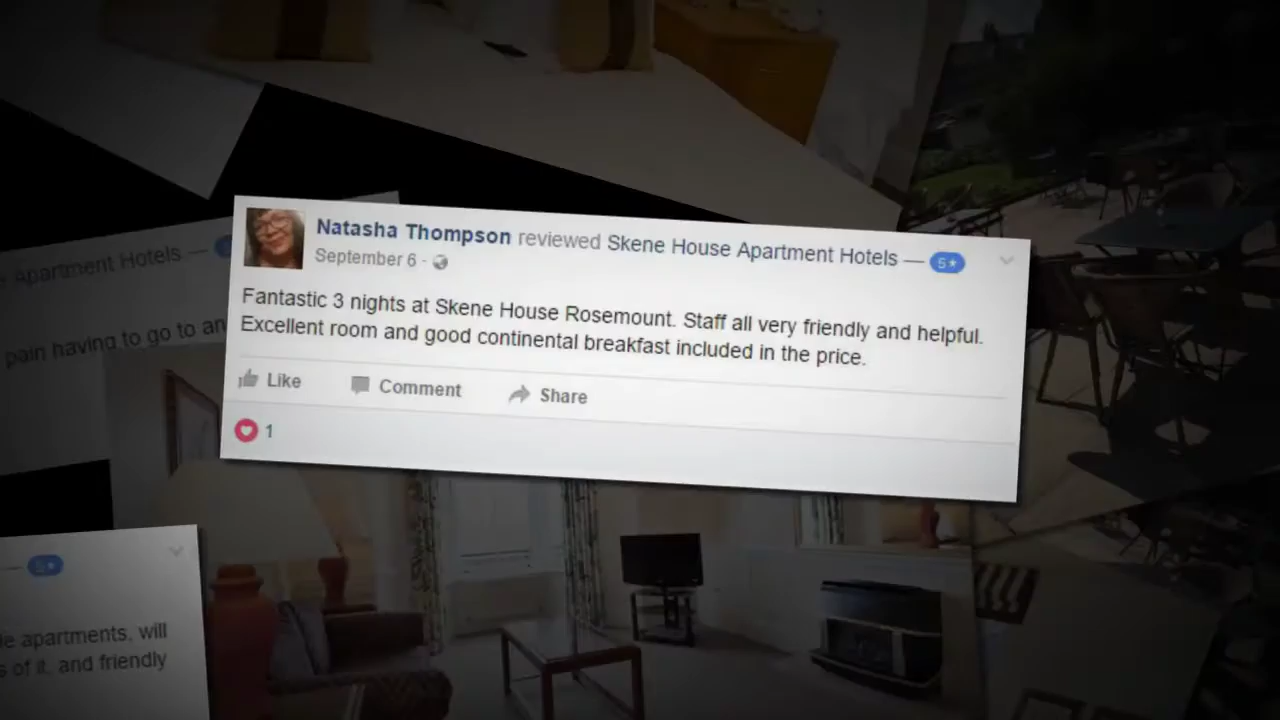 Natasha Thompson reviewed Skene House Apartment Hotels — 5★
September 6 ·
Fantastic 3 nights at Skene House Rosemount. Staff all very friendly and helpful.
Excellent room and good continental breakfast included in the price.
Like Comment Share
1
Apartment Hotels —
pain having to go to an
— 5★
apartments, will
of it, and friendly